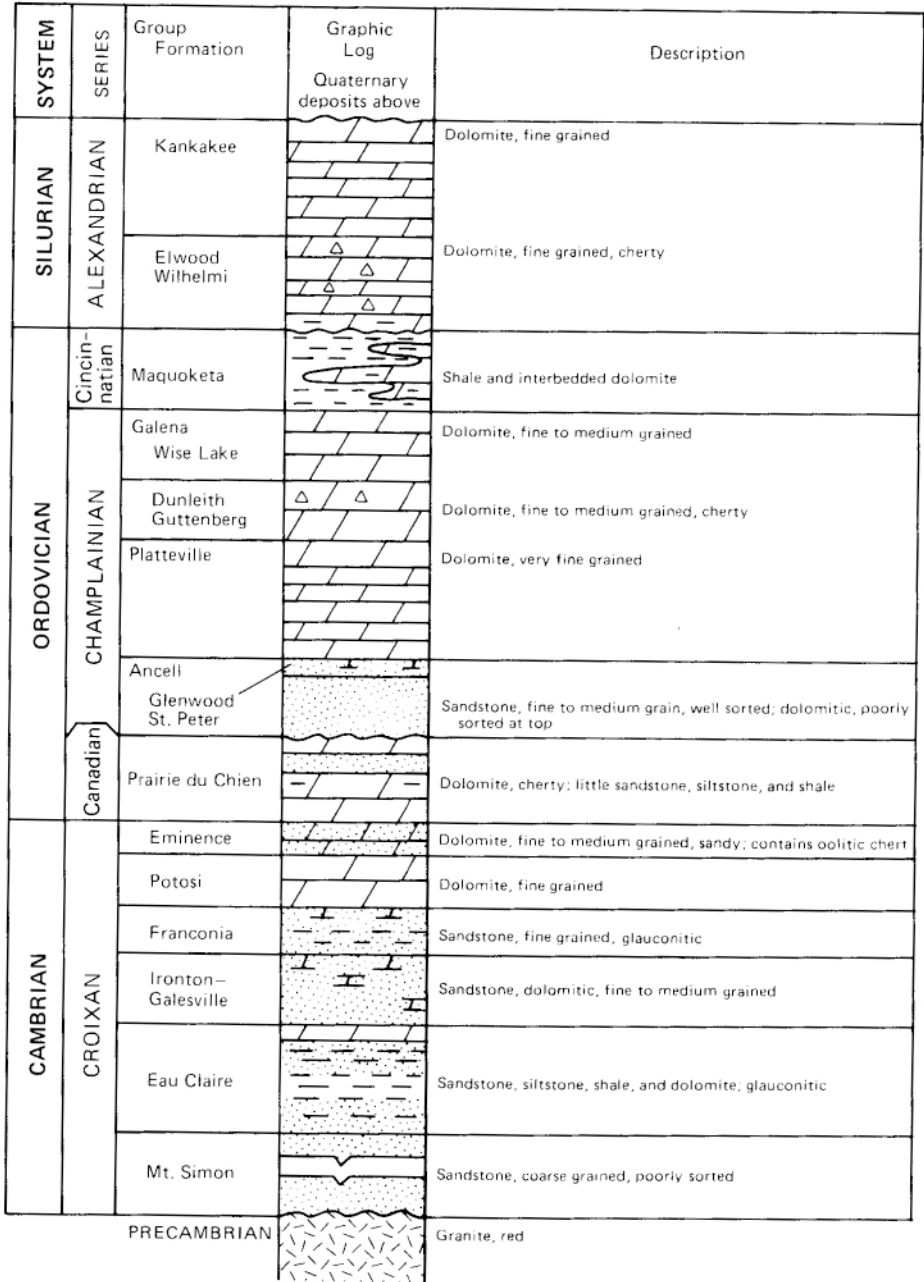 SYSTEM
SERIES
Group
Formation
Graphic
Log
Quaternary
deposits above
Description
SILURIAN
ALEXANDRIAN
Kankakee
Dolomite, fine grained
Elwood
Wilhelmi
Dolomite, fine grained, cherty
ORDOVICIAN
Cincin-
natian
Maquoketa
Shale and interbedded dolomite
CHAMPLAINIAN
Galena
Wise Lake
Dolomite, fine to medium grained
Dunleith
Guttenberg
Dolomite, fine to medium grained, cherty
Platteville
Dolomite, very fine grained
Ancell
Glenwood
St. Peter
Sandstone, fine to medium grain, well sorted; dolomitic, poorly
sorted at top
Canadian
Prairie du Chien
Dolomite, cherty; little sandstone, siltstone, and shale
CAMBRIAN
CROIXAN
Eminence
Dolomite, fine to medium grained, sandy; contains oolitic chert
Potosi
Dolomite, fine grained
Franconia
Sandstone, fine grained, glauconitic
Ironton–
Galesville
Sandstone, dolomitic, fine to medium grained
Eau Claire
Sandstone, siltstone, shale, and dolomite; glauconitic
Mt. Simon
Sandstone, coarse grained, poorly sorted
PRECAMBRIAN
Granite, red